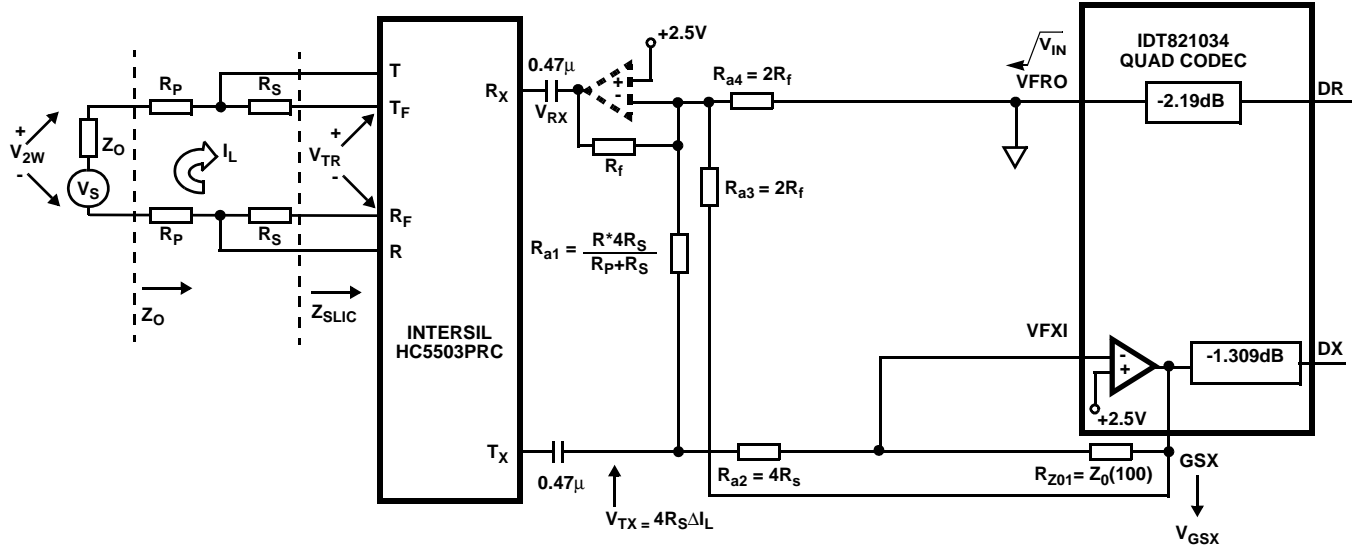 +
V2W
-
ZO
VS
RP
RS
IL
RP
RS
+
VTR
-
ZO
ZSLIC
T
TF
RF
R
RX
TX
INTERSIL
HC5503PRC
0.47µ
VRX
+2.5V
+
-
Rf
Ra4 = 2Rf
Ra3 = 2Rf
Ra1 = R*4RS
RP+RS
0.47µ
VTX = 4RSΔIL
Ra2 = 4Rs
RZ01= Z0(100)
VIN
VFRO
IDT821034
QUAD CODEC
-2.19dB
DR
VFXI
-
+
+2.5V
-1.309dB
DX
GSX
VGSX